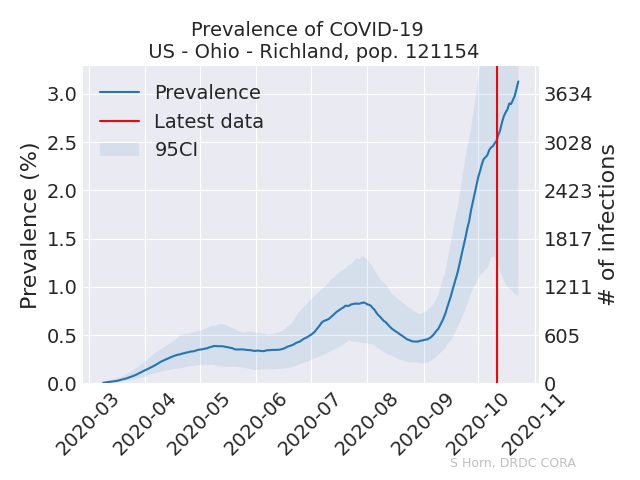 Prevalence of COVID-19
US - Ohio - Richland, pop. 121154
Prevalence
Latest data
95CI
Prevalence (%)
3.0
2.5
2.0
1.5
1.0
0.5
0.0
3634
3028
2423
1817
1211
605
0
# of infections
2020-03
2020-04
2020-05
2020-06
2020-07
2020-08
2020-09
2020-10
2020-11
S Horn, DRDC CORA